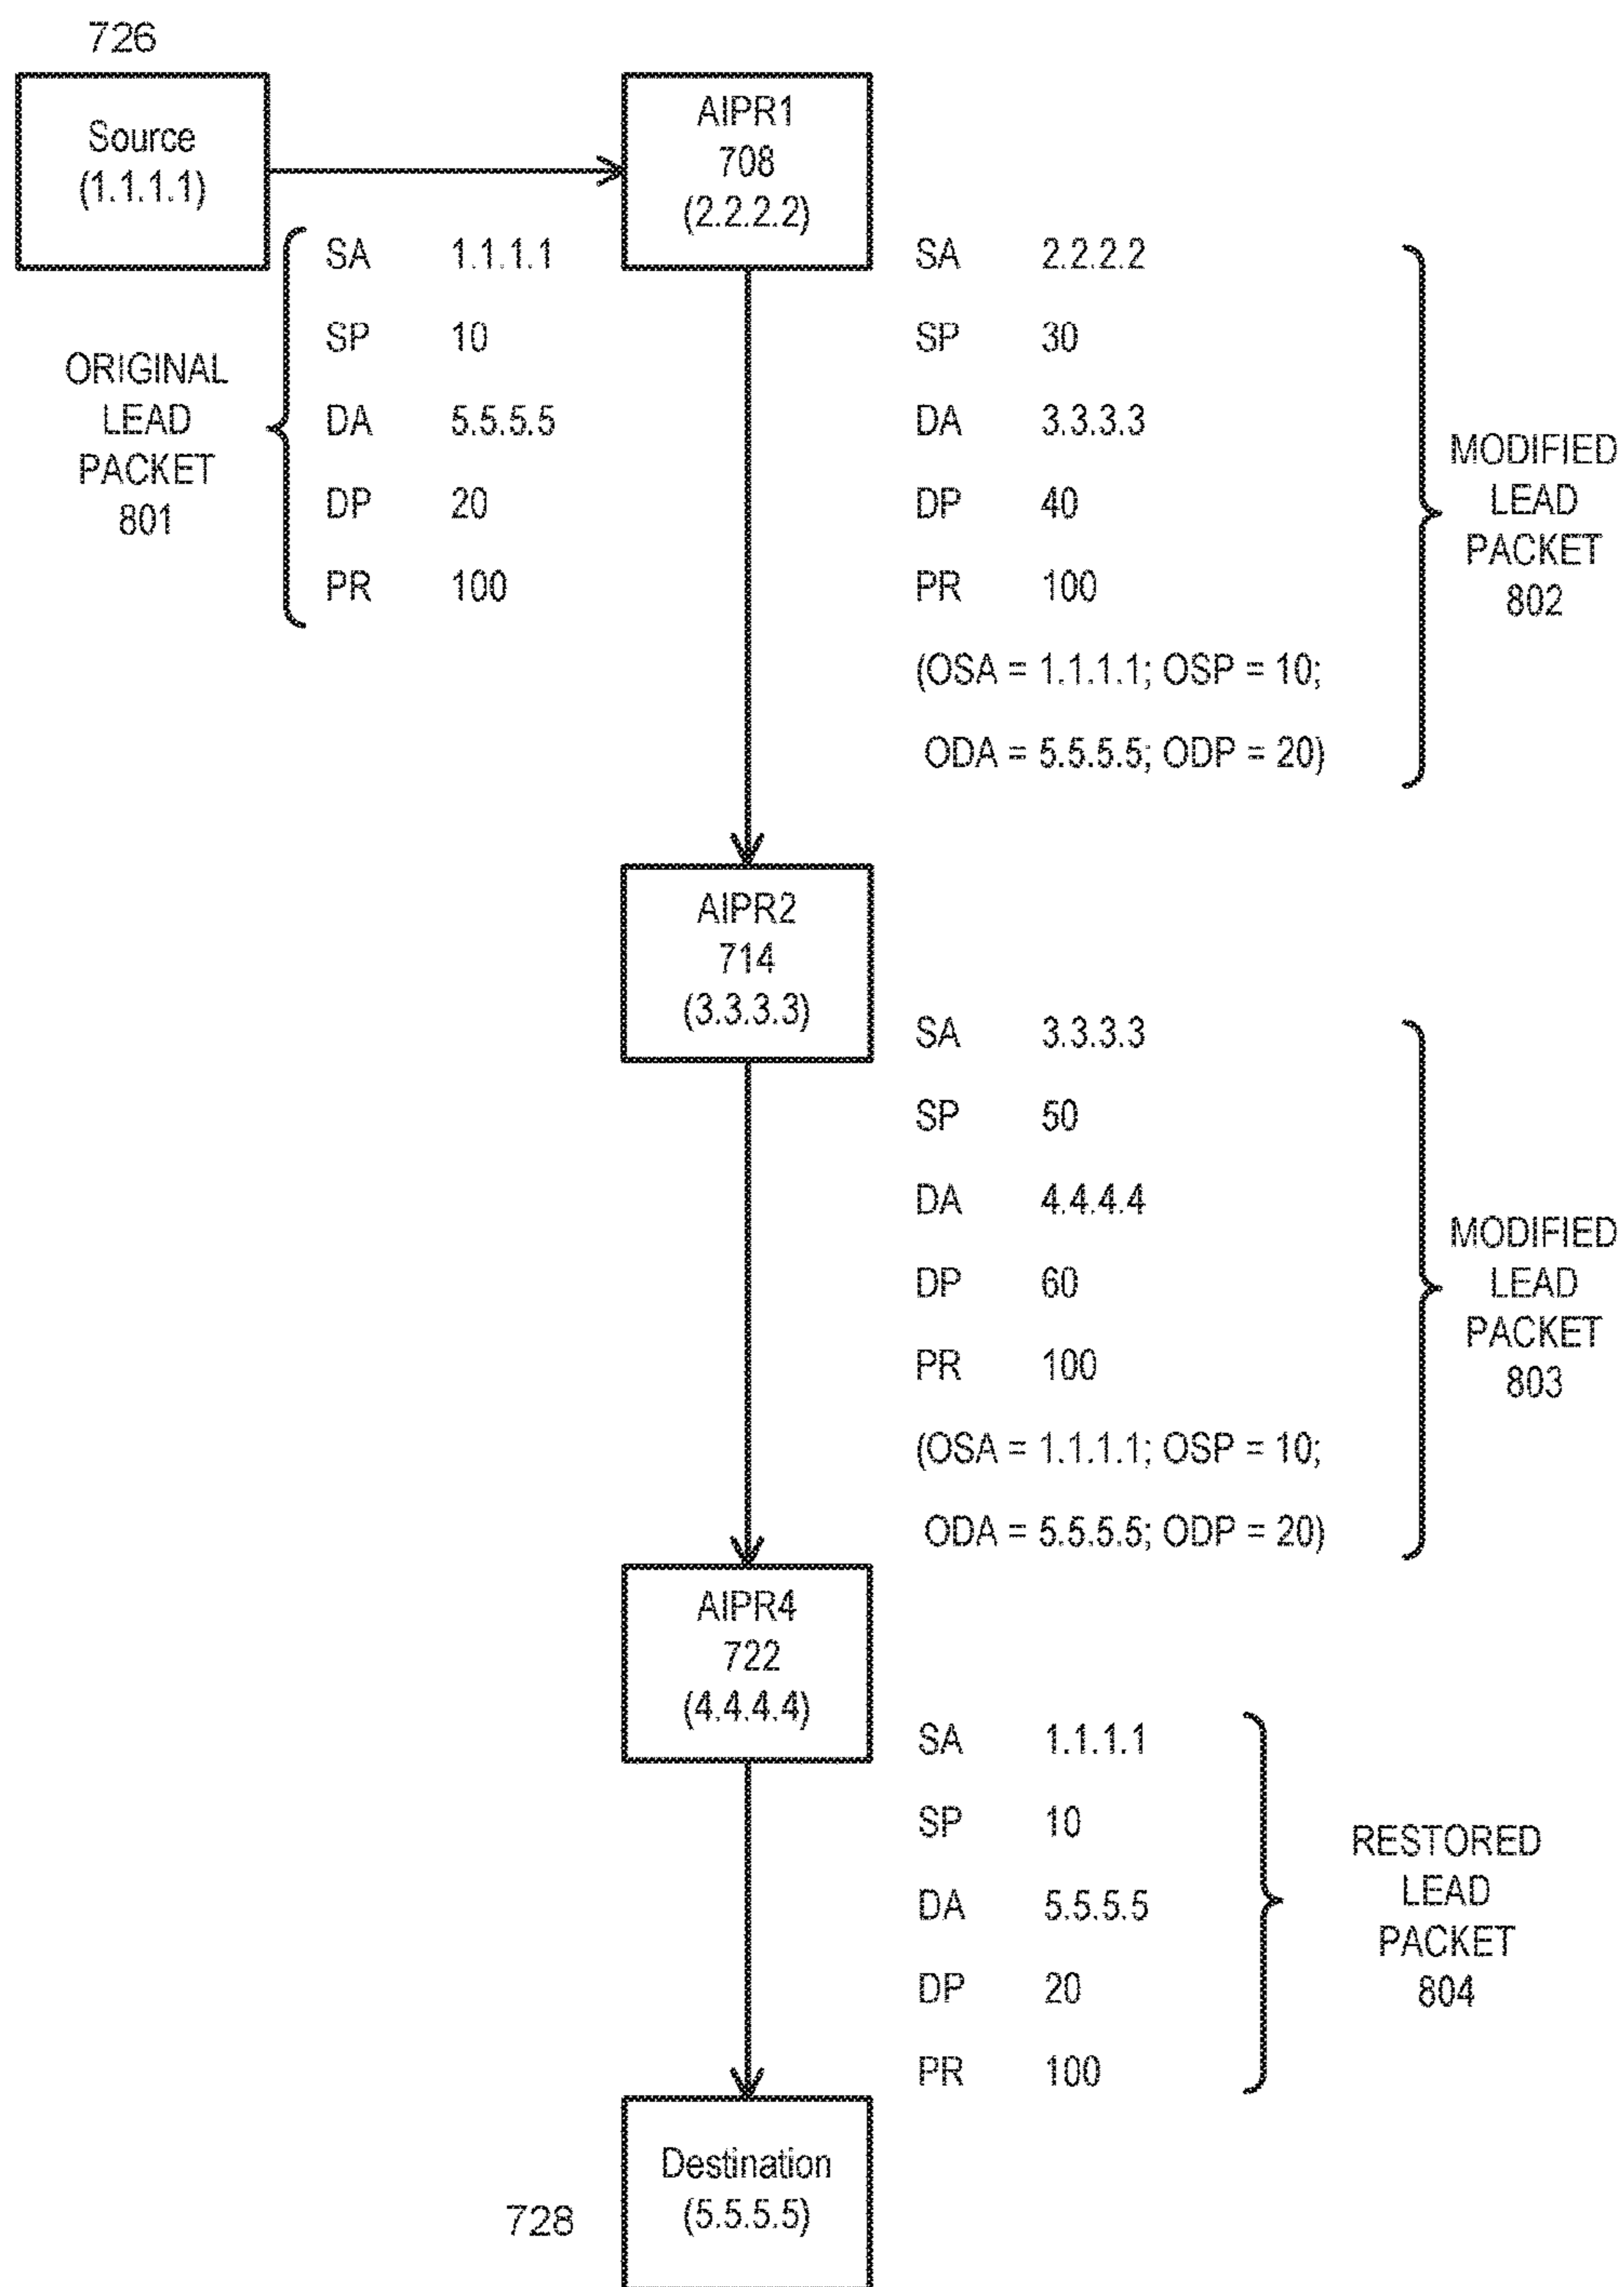 726
Source
(1.1.1.1)
AIPR1
708
(2.2.2.2)
ORIGINAL
LEAD
PACKET
801
SA 1.1.1.1
SP 10
DA 5.5.5.5
DP 20
PR 100
SA 2.2.2.2
SP 30
DA 3.3.3.3
DP 40
PR 100
(OSA = 1.1.1.1; OSP = 10;
ODA = 5.5.5.5; ODP = 20)
MODIFIED
LEAD
PACKET
802
AIPR2
714
(3.3.3.3)
SA 3.3.3.3
SP 50
DA 4.4.4.4
DP 60
PR 100
(OSA = 1.1.1.1; OSP = 10;
ODA = 5.5.5.5; ODP = 20)
MODIFIED
LEAD
PACKET
803
AIPR4
722
(4.4.4.4)
SA 1.1.1.1
SP 10
DA 5.5.5.5
DP 20
PR 100
RESTORED
LEAD
PACKET
804
Destination
(5.5.5.5)
728